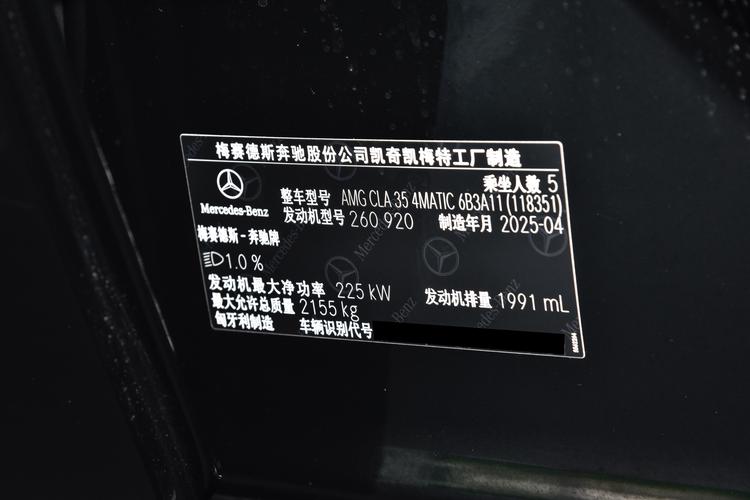 梅赛德斯奔驰股份公司凯奇凯梅特工厂制造
乘坐人数 5
Mercedes-Benz
整车型号 AMG CLA 35 4MATIC 6B3A11 (118351)
发动机型号 260 920 制造年月 2025-04
梅赛德斯-奔驰牌
1.0 %
发动机最大净功率 225 kW 发动机排量 1991 mL
最大允许总质量 2155 kg
匈牙利制造 车辆识别代号